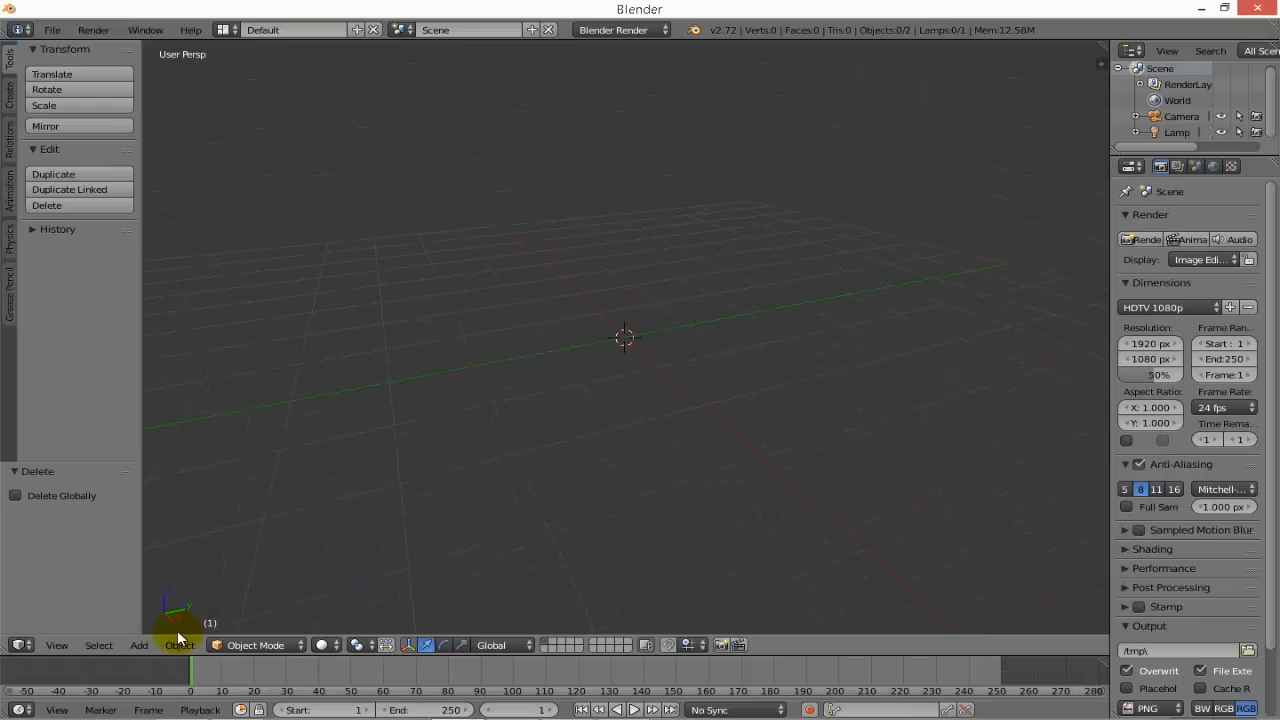 Blender
File Render Window Help Default Scene Blender Render v2.72 | Verts:0 | Faces:0 | Tris:0 | Objects:0/2 | Lamps:0/1 | Mem:12.58M
Tools
Create
Relations
Animation
Physics
Grease Pencil
Transform
Translate
Rotate
Scale
Mirror
Edit
Duplicate
Duplicate Linked
Delete
History
Delete
Delete Globally
User Persp
y
(1)
View Select Add Object Object Mode Global
-50 -40 -30 -20 -10 0 10 20 30 40 50 60 70 80 90 100 110 120 130 140 150 160 170 180 190 200 210 220 230 240 250 260 270 280
View Marker Frame Playback Start: 1 End: 250 1 No Sync
View Search All Scen
Scene
RenderLay
World
Camera
Lamp
Scene
Render
Rende Anima Audio
Display: Image Edi...
Dimensions
HDTV 1080p
Resolution: Frame Ran...
1920 px Start : 1
1080 px End:250
50% Frame:1
Aspect Ratio: Frame Rate:
X: 1.000 24 fps
Y: 1.000 Time Rema...
1 1
Anti-Aliasing
5 8 11 16 Mitchell-...
Full Sam 1.000 px
Sampled Motion Blur
Shading
Performance
Post Processing
Stamp
Output
/tmp\
Overwrit File Exte
Placehol Cache R
PNG BW RGB RGB